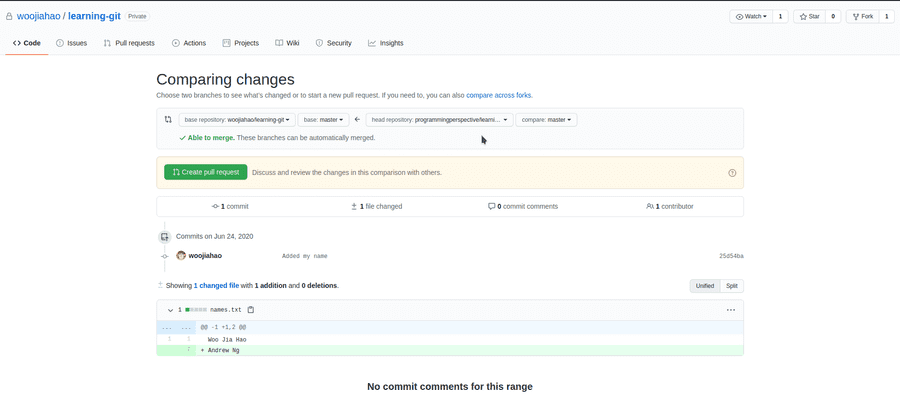 woojiahao / learning-git Private
Watch 1 Star 0 Fork 1
Code Issues Pull requests Actions Projects Wiki Security Insights
Comparing changes
Choose two branches to see what's changed or to start a new pull request. If you need to, you can also compare across forks.
base repository: woojiahao/learning-git base: master head repository: programmingperspective/learni... compare: master
Able to merge. These branches can be automatically merged.
Create pull request Discuss and review the changes in this comparison with others.
1 commit 1 file changed 0 commit comments 1 contributor
Commits on Jun 24, 2020
woojiahao Added my name 25d54ba
Showing 1 changed file with 1 addition and 0 deletions. Unified Split
1 names.txt ...
... ... @@ -1 +1,2 @@
Woo Jia Hao
+ Andrew Ng
No commit comments for this range